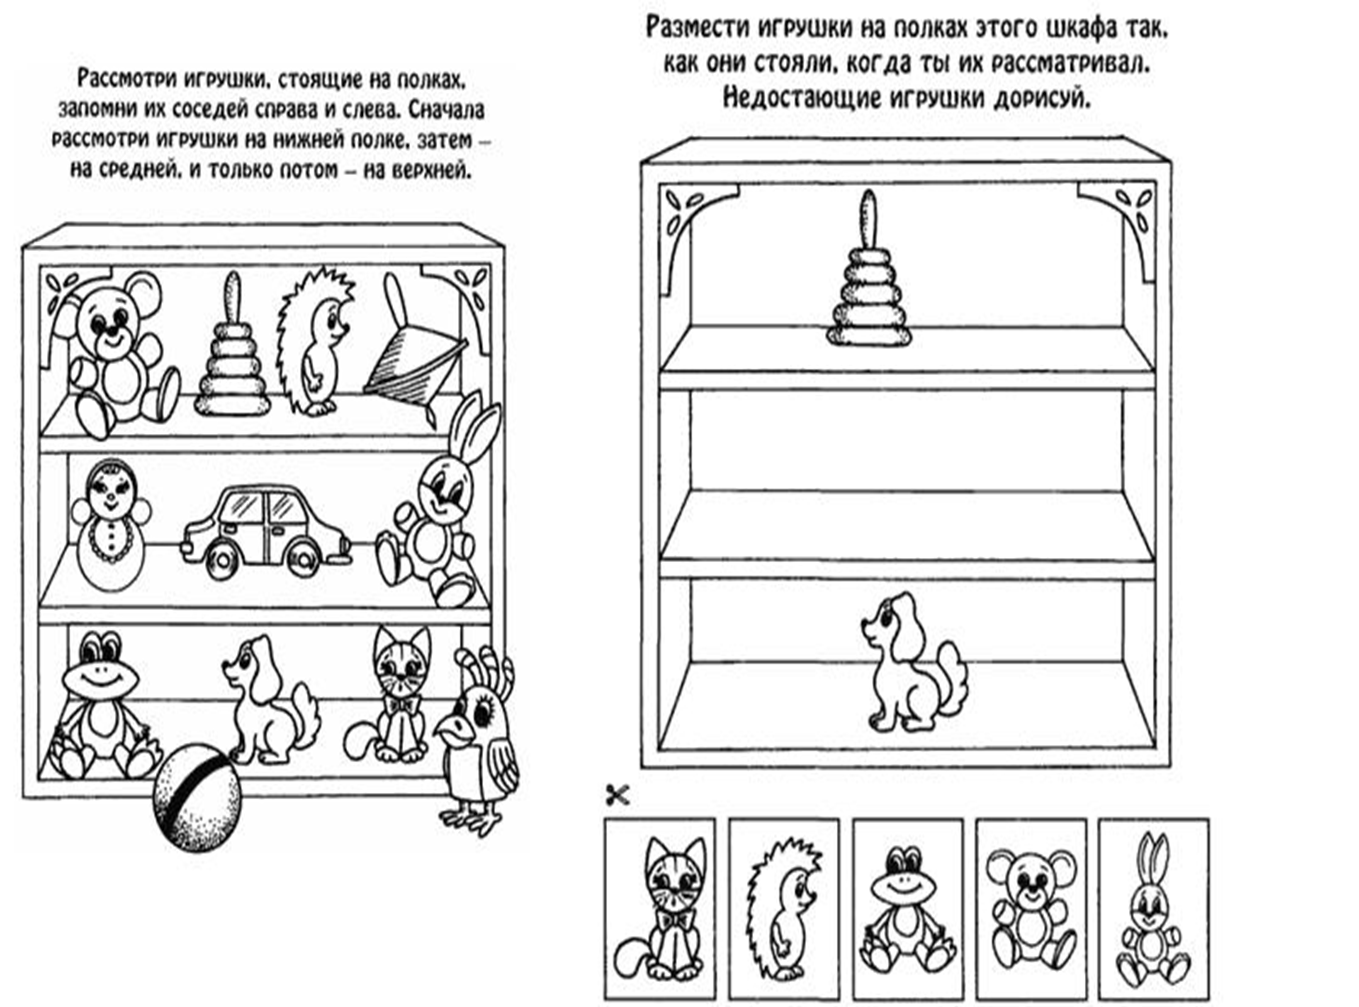 Рассмотри игрушки, стоящие на полках,
запомни их соседей справа и слева. Сначала
рассмотри игрушки на нижней полке, затем –
на средней, и только потом – на верхней.
Размести игрушки на полках этого шкафа так,
как они стояли, когда ты их рассматривал.
Недостающие игрушки дорисуй.